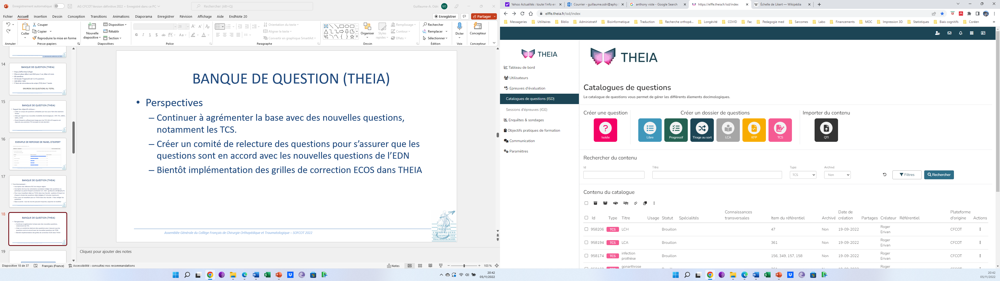 Enregistrement automatique
AG CFCOT Version définitive 2022 • Enregistré dans ce PC
Rechercher (Alt+Q)
Guillaume-A. Odri
GO
Fichier Accueil Insertion Dessin Conception Transitions Animations Diaporama Enregistrer Révision Affichage Aide EndNote 20
Enregistrer
Partager
Coller
Couper
Copier
Reproduire la mise en forme
Nouvelle diapositive
Disposition
Rétablir
Section
28
Orientation du texte
Aligner le texte
Convertir en graphique SmartArt
Organiser
Styles rapides
Remplissage
Contour
Effets
Rechercher
Remplacer
Sélectionner
Dicter
Concepteur
Annuler Presse-papiers Diapositives Police Paragraphe Dessin Édition Voix Concepteur
14
BANQUE DE QUESTION (THEIA)
ENVIRON 350 QUESTIONS AU TOTAL
15
BANQUE DE QUESTION (THEIA)
16
EXEMPLE DE REPONSE DE PANEL D'EXPERT
17
BANQUE DE QUESTION (THEIA)
18
BANQUE DE QUESTION (THEIA)
19
BANQUE DE QUESTION (THEIA)
• Perspectives
– Continuer à agrémenter la base avec des nouvelles questions,
notamment les TCS.
– Créer un comité de relecture des questions pour s’assurer que les
questions sont en accord avec les nouvelles questions de l’EDN
– Bientôt implémentation des grilles de correction ECOS dans THEIA
Assemblée Générale du Collège Français de Chirurgie Orthopédique et Traumatologique – SOFCOT 2022
COLLÈGE
FRANÇAIS
CHIRURGIENS
ORTHOPÉDISTES
TRAUMATOLOGUES
Cliquez pour ajouter des notes
Diapositive 18 de 37 Français (France) Accessibilité : consultez nos recommandations
Notes
103 %
20:42
05/11/2022
Yahoo Actualités : toute l'info en
Courrier - guillaume.odri@aphp.f
anthony viste - Google Search
https://elffe.theia.fr/isd/index
Échelle de Likert — Wikipédia
elffe.theia.fr/isd/index
Messageries Utilitaires Biblio Administratif Bioinformatique Traduction Recherche orthopé... Longévité COVID Fac Pedagogie med Sarcomes Labo Financements MOC Impression 3D Statistiques Biais cognitifs Coréen
THEIA
Tableau de bord
Utilisateurs
Epreuves d'évaluation
Catalogues de questions (ISD)
Sessions d'épreuves (IGE)
Enquêtes & sondages
Objectifs pratiques de formation
Communication
Paramètres
THEIA
Catalogues de questions
Le catalogue de questions vous permet de gérer les différents élements docimologiques.
Créer une question Créer un dossier de questions Importer du contenu
Isolée Libre Progressif Tirage au sort LCA KFP TCS QTI
Rechercher du contenu
Id Titre Type Archivé
TCS Non Filtres Rechercher
Contenu du catalogue
Id Type Titre Usage Statut Spécialités Connaissances transversales Item du référentiel Archivé Date de création Partages Créateur Référentiel Plateforme d'origine Actions
958206 TCS LCH Brouillon 47 Non 19-09-2022 Roger Erivan CFCOT
958194 TCS LCA Brouillon 361 Non 19-09-2022 Roger Erivan CFCOT
958174 TCS infection prothèse Brouillon 156, 349, 157, 158 Non 19-09-2022 Roger Erivan CFCOT
gonarthrose Roger
20:42
05/11/2022